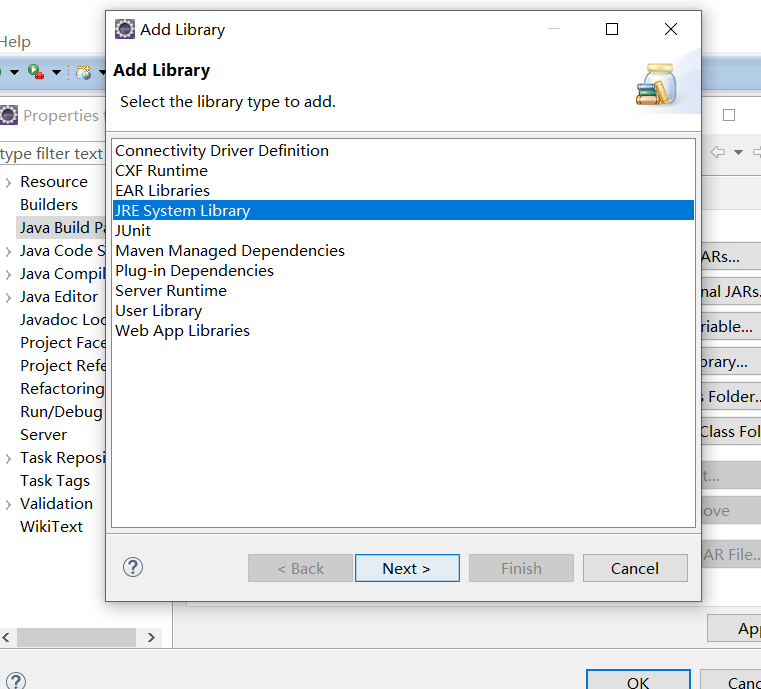 Add Library
Help
Add Library
Select the library type to add.
Properties
type filter text
Resource
Builders
Java Build Pa
Java Code S
Java Compil
Java Editor
Javadoc Loc
Project Face
Project Refe
Refactoring
Run/Debug
Server
Task Reposi
Task Tags
Validation
WikiText
Connectivity Driver Definition
CXF Runtime
EAR Libraries
JRE System Library
JUnit
Maven Managed Dependencies
Plug-in Dependencies
Server Runtime
User Library
Web App Libraries
ARs...
nal JARs.
riable...
brary...
s Folder..
Class Fol
t...
ove
AR File..
< Back
Next >
Finish
Cancel
App
OK
Canc